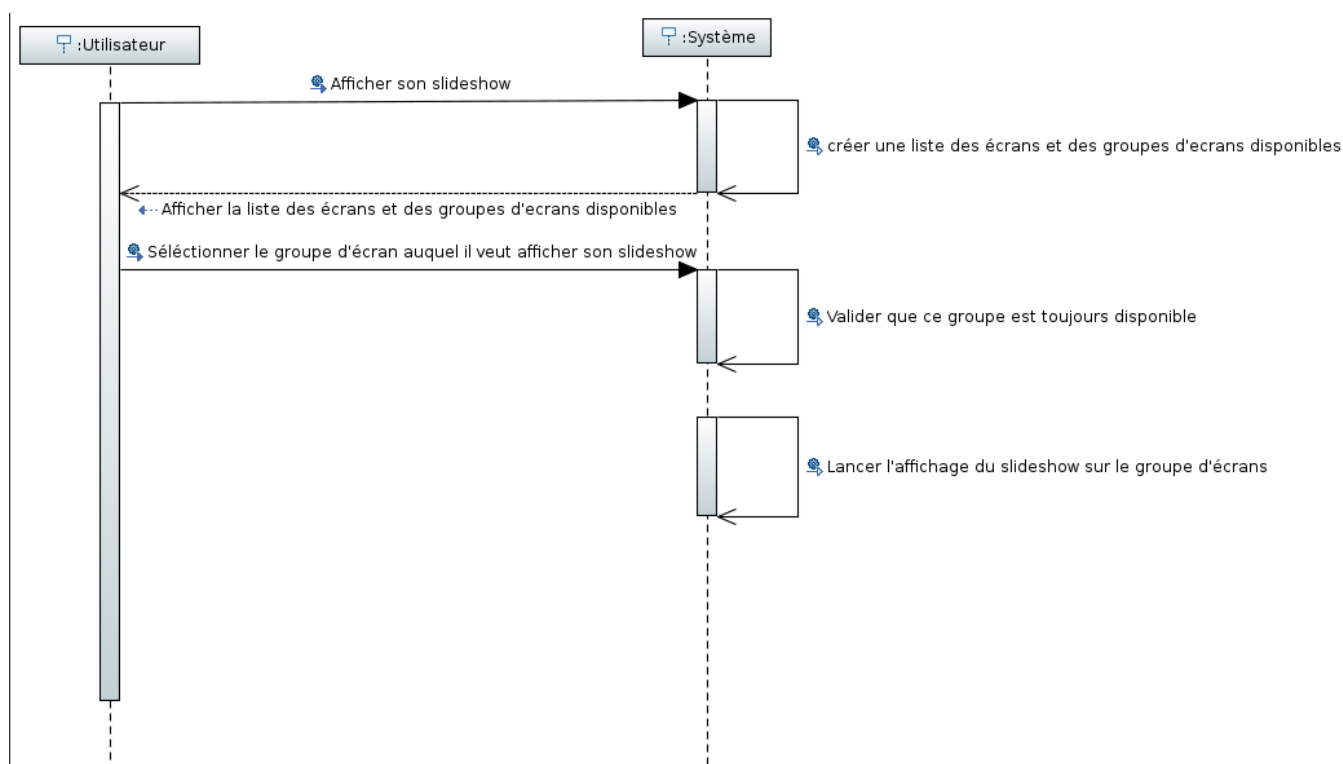 :Utilisateur
:Système
Afficher son slideshow
créer une liste des écrans et des groupes d'ecrans disponibles
Afficher la liste des écrans et des groupes d'ecrans disponibles
Séléctionner le groupe d'écran auquel il veut afficher son slideshow
Valider que ce groupe est toujours disponible
Lancer l'affichage du slideshow sur le groupe d'écrans